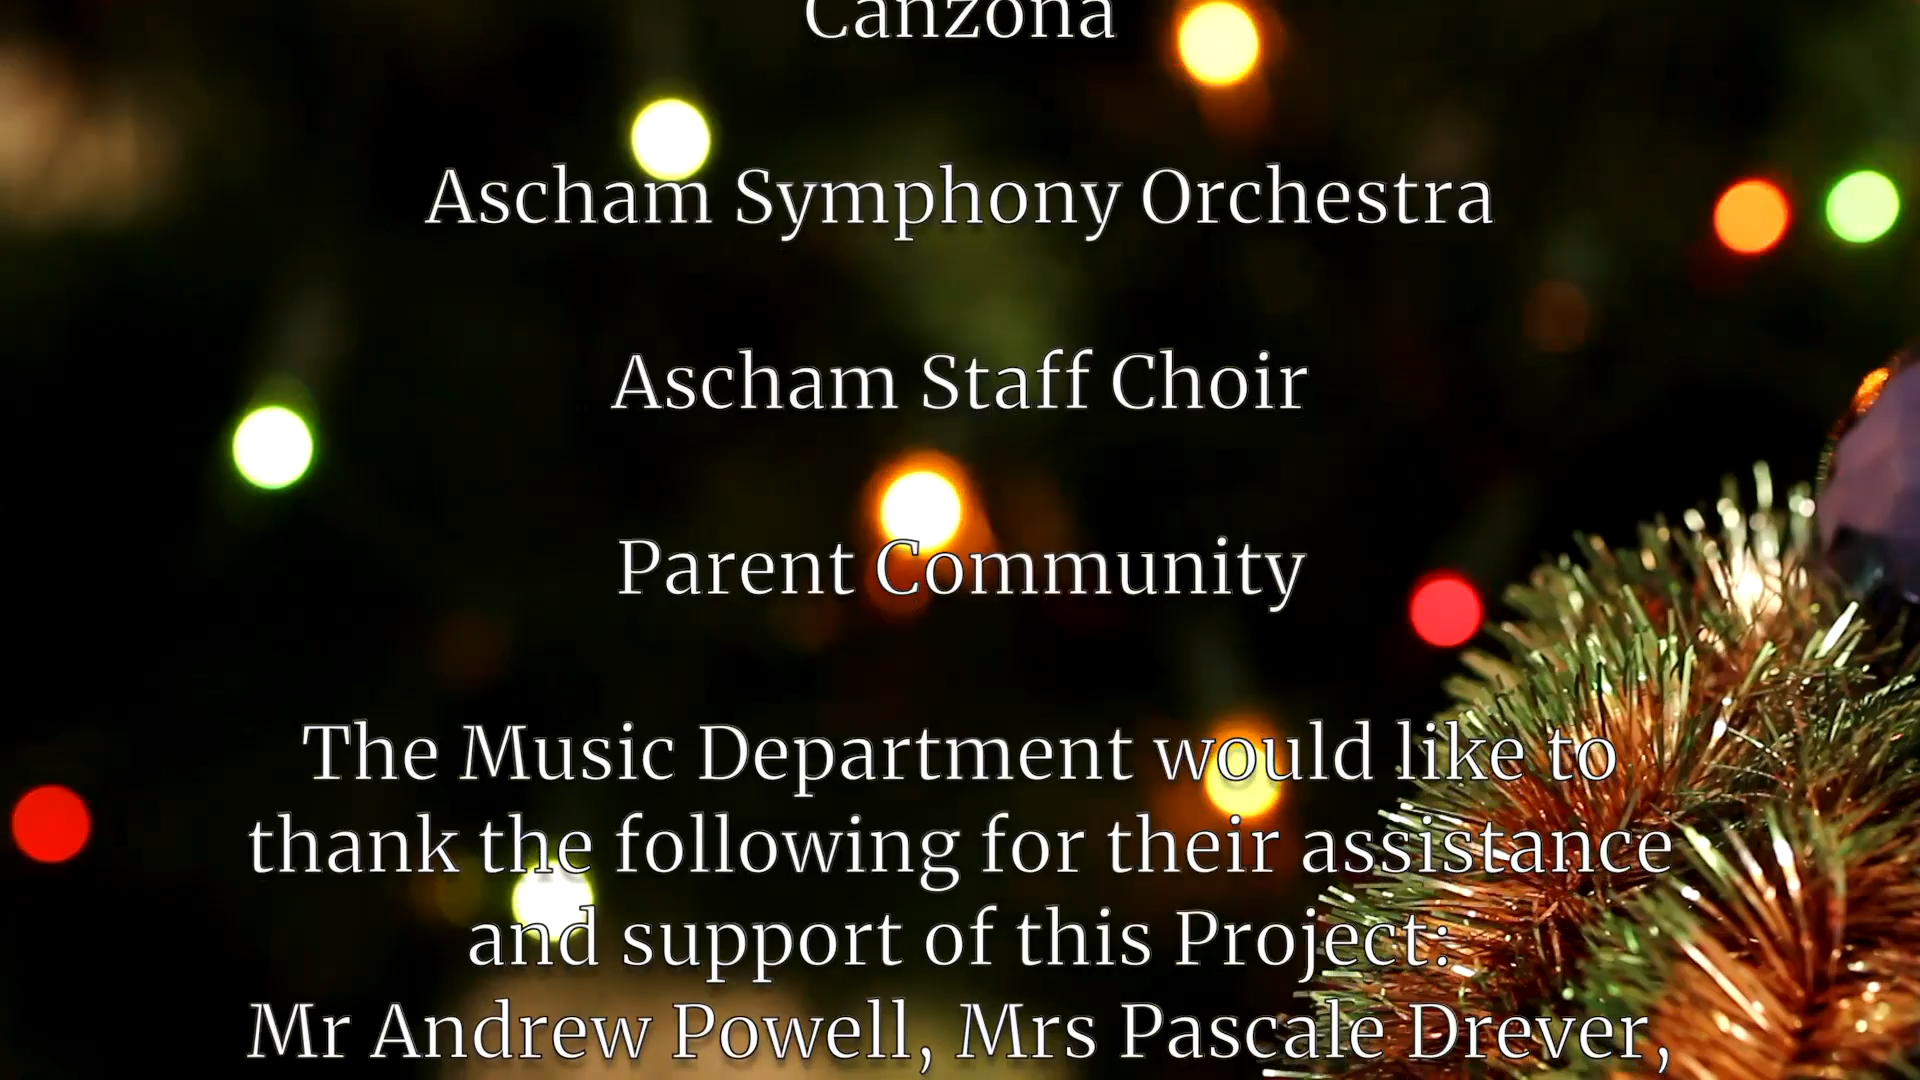 Canzona
Ascham Symphony Orchestra
Ascham Staff Choir
Parent Community
The Music Department would like to
thank the following for their assistance
and support of this Project:
Mr Andrew Powell, Mrs Pascale Drever,